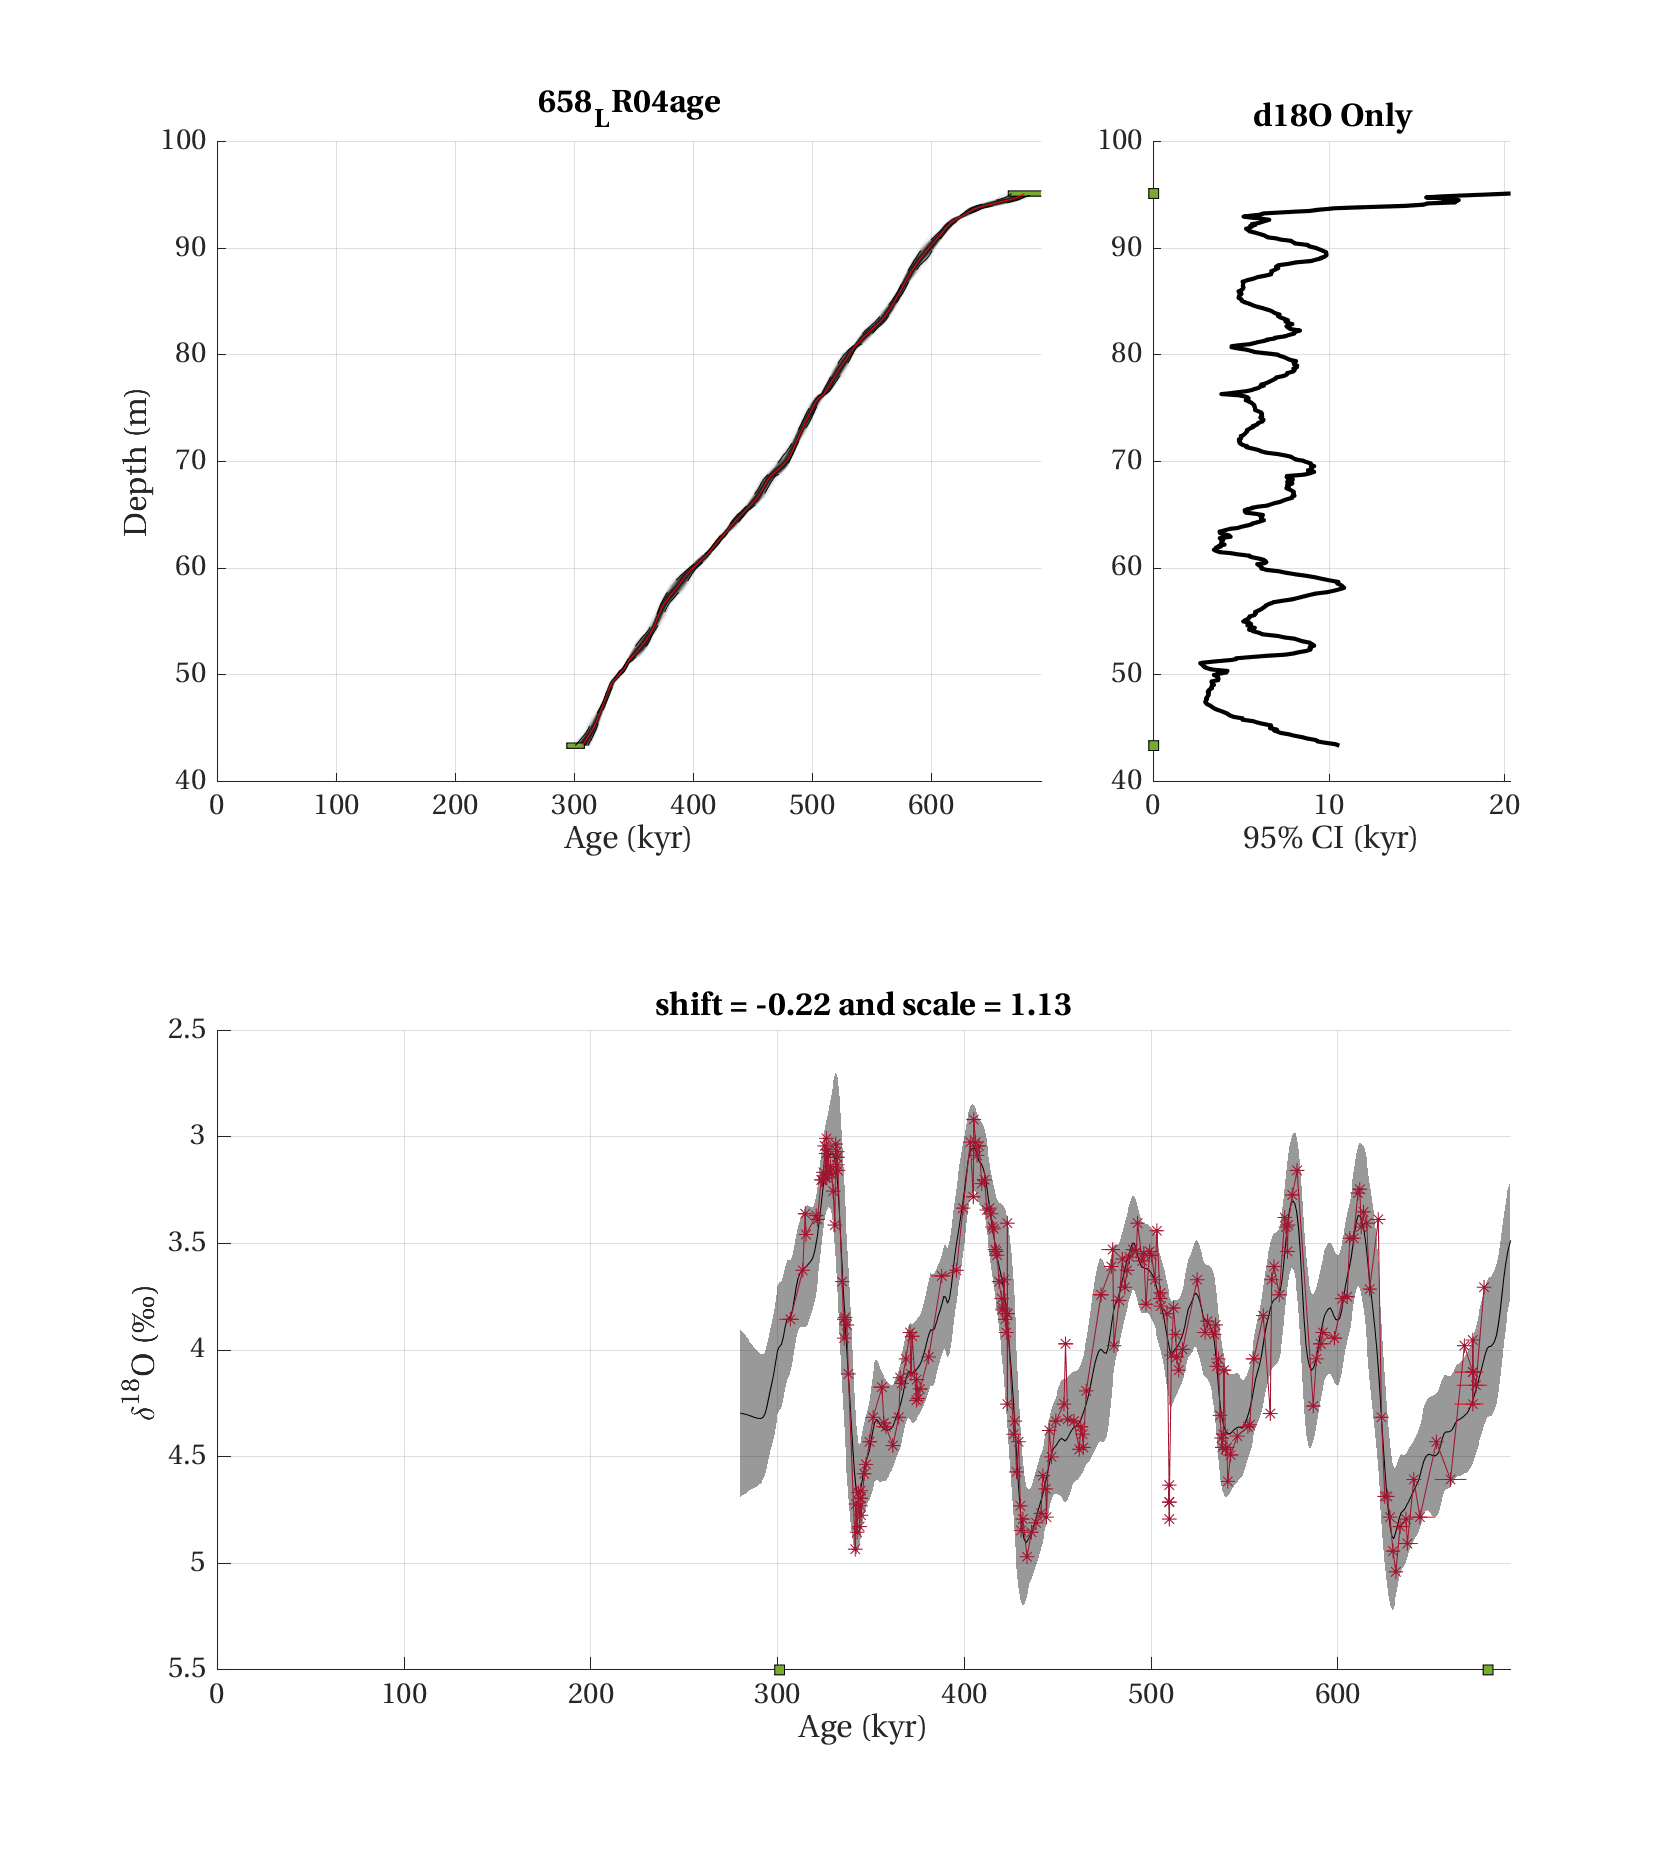 658LR04age
100
90
80
70
60
50
40
Depth (m)
0 100 200 300 400 500 600
Age (kyr)
d18O Only
100
90
80
70
60
50
40
0 10 20
95% CI (kyr)
shift = -0.22 and scale = 1.13
2.5
3
3.5
4
4.5
5
5.5
δ18O (‰)
0 100 200 300 400 500 600
Age (kyr)